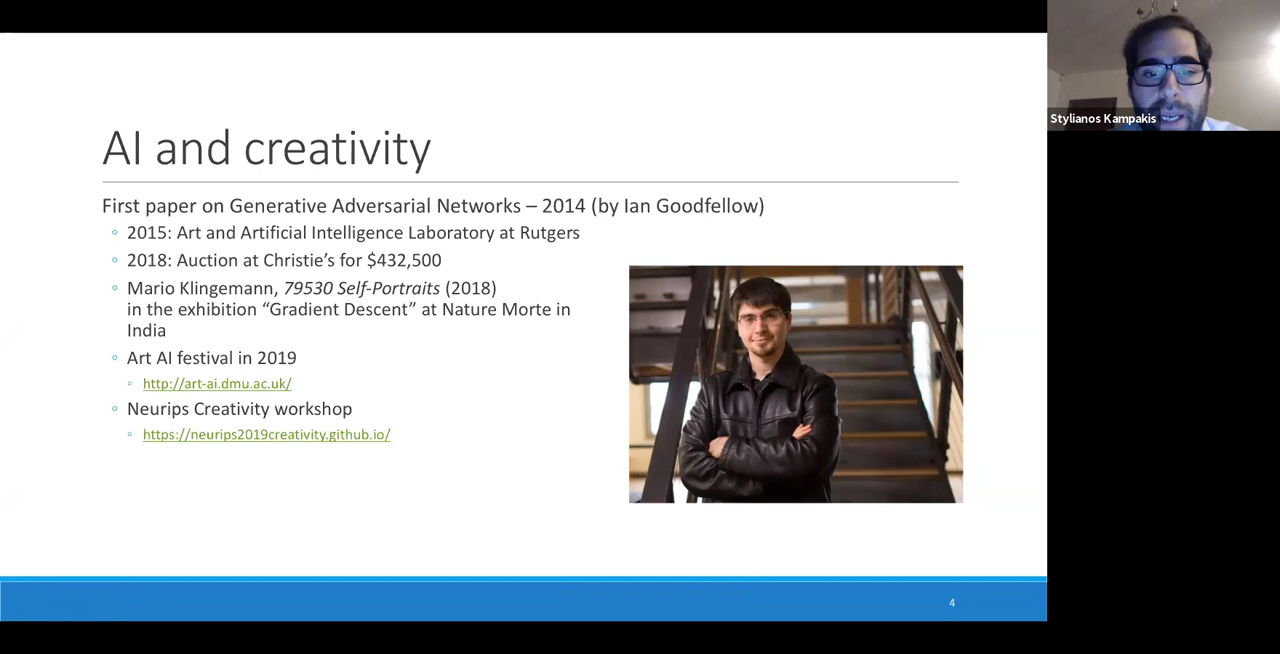 AI and creativity
First paper on Generative Adversarial Networks – 2014 (by Ian Goodfellow)
◦ 2015: Art and Artificial Intelligence Laboratory at Rutgers
◦ 2018: Auction at Christie’s for $432,500
◦ Mario Klingemann, 79530 Self-Portraits (2018)
in the exhibition “Gradient Descent” at Nature Morte in
India
◦ Art AI festival in 2019
◦ http://art-ai.dmu.ac.uk/
◦ Neurips Creativity workshop
◦ https://neurips2019creativity.github.io/
4
Stylianos Kampakis